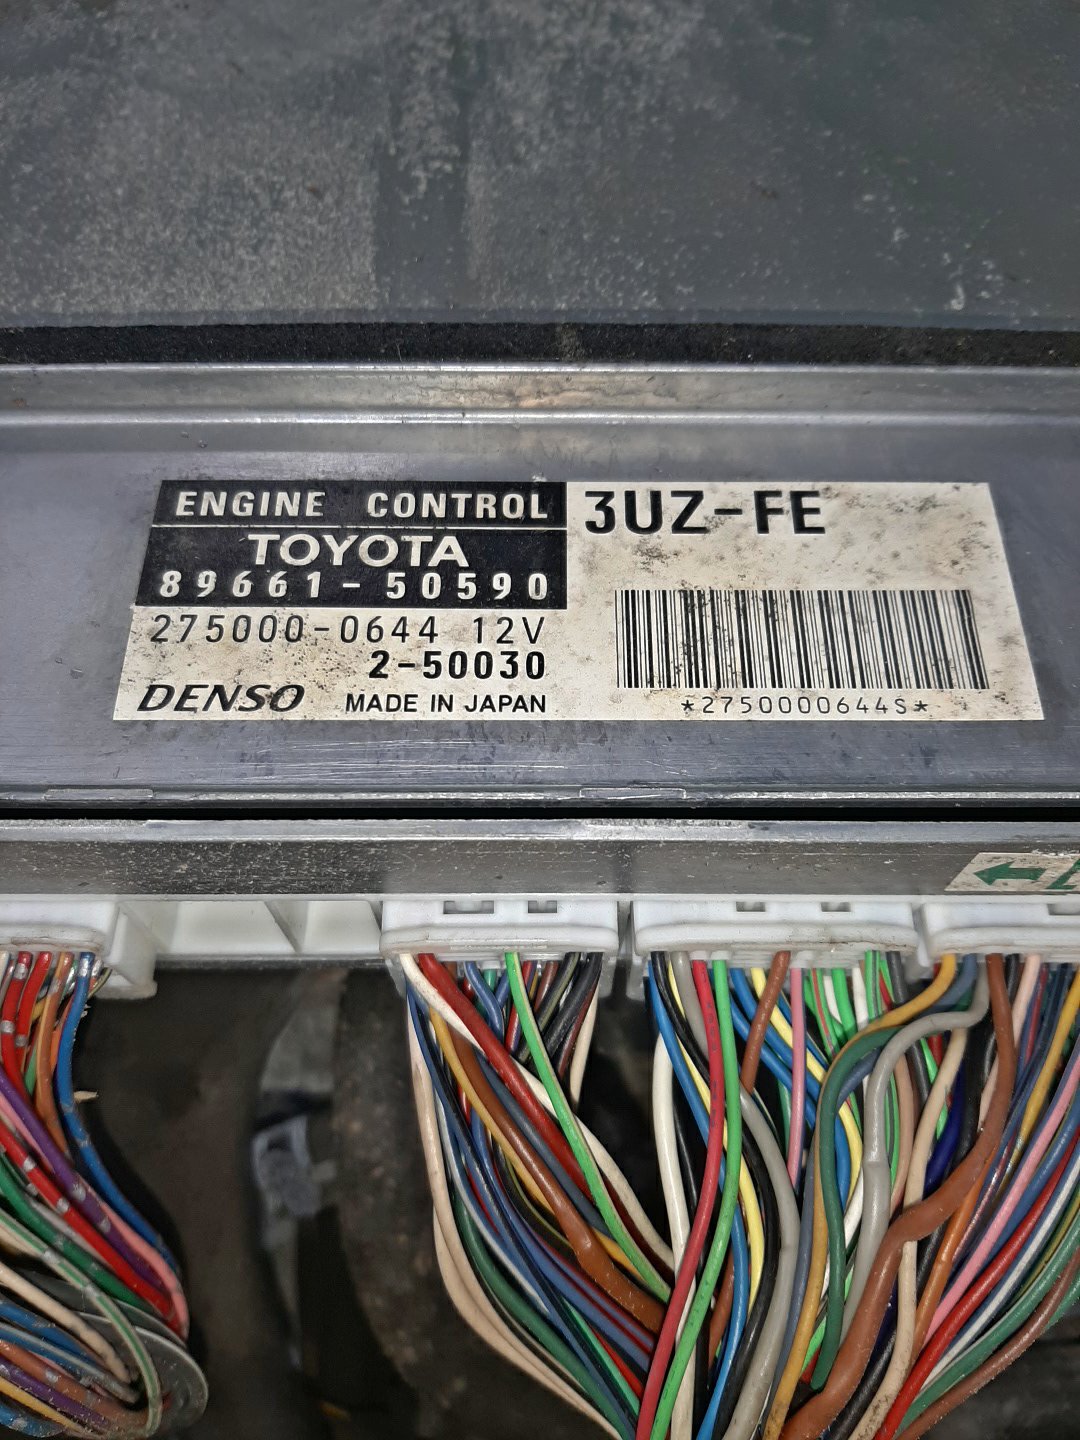 ENGINE CONTROL
TOYOTA
89661-50590
275000-0644 12V
2-50030
DENSO MADE IN JAPAN
3UZ-FE
*2750000644S*